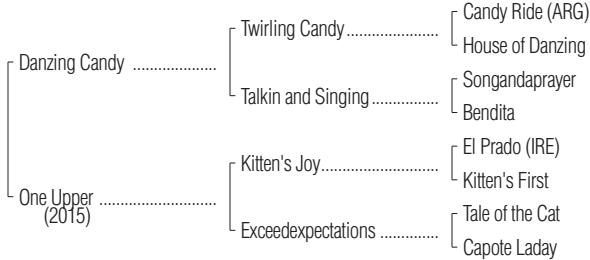 Candy Ride (ARG)
Twirling Candy.....................
House of Danzing
Danzing Candy ....................
Songandaprayer
Talkin and Singing................
Bendita
El Prado (IRE)
Kitten's Joy...........................
Kitten's First
One Upper ............................
(2015)
Tale of the Cat
Exceedexpectations ..............
Capote Laday